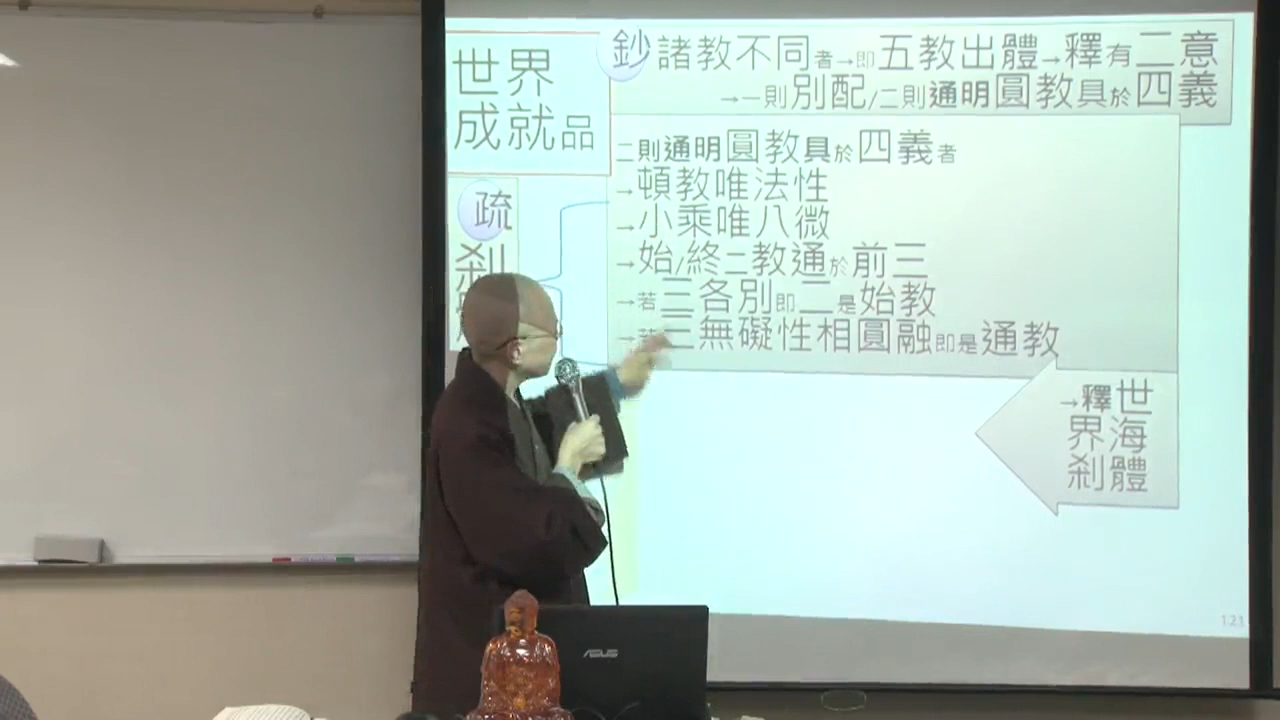 世界
成就品
鈔諸教不同者→即五教出體→釋有二意
→一則別配/二則通明圓教具於四義
二則通明圓教具於四義者
→頓教唯法性
→小乘唯八微
→始/終二教通於前三
→若三各別即二是始教
三無礙性相圓融即是通教
疏
剎
→釋世
界海
剎體
121
ASUS